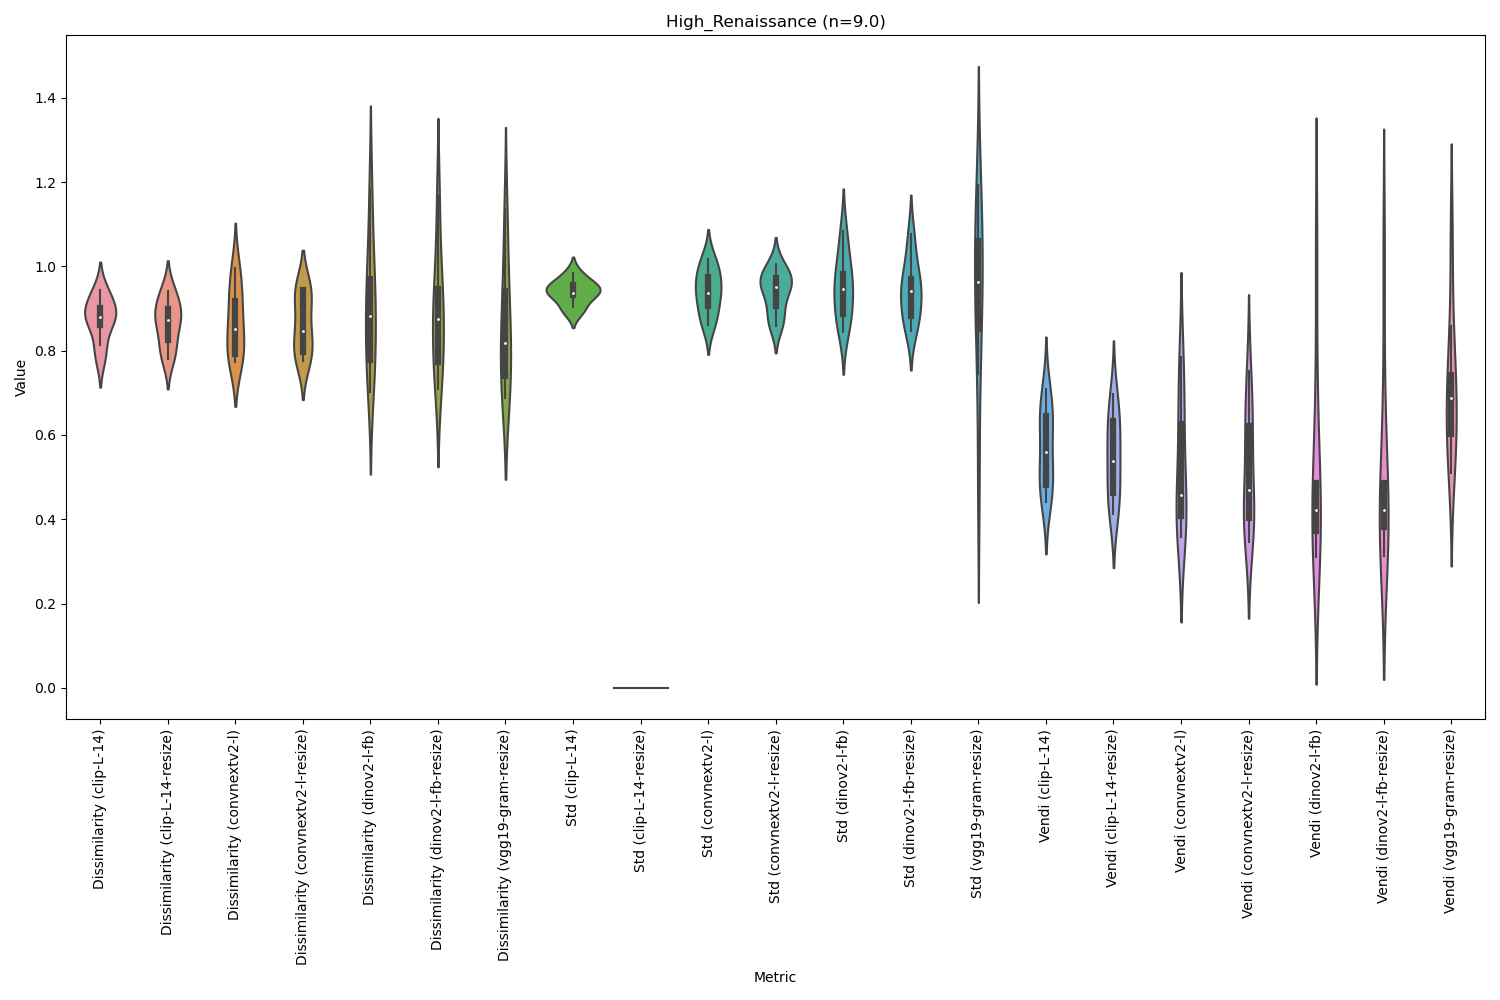 High_Renaissance (n=9.0)
Value
1.4
1.2
1.0
0.8
0.6
0.4
0.2
0.0
Dissimilarity (clip-L-14)
Dissimilarity (clip-L-14-resize)
Dissimilarity (convnextv2-l)
Dissimilarity (convnextv2-l-resize)
Dissimilarity (dinov2-l-fb)
Dissimilarity (dinov2-l-fb-resize)
Dissimilarity (vgg19-gram-resize)
Std (clip-L-14)
Std (clip-L-14-resize)
Std (convnextv2-l)
Std (convnextv2-l-resize)
Std (dinov2-l-fb)
Std (dinov2-l-fb-resize)
Std (vgg19-gram-resize)
Vendi (clip-L-14)
Vendi (clip-L-14-resize)
Vendi (convnextv2-l)
Vendi (convnextv2-l-resize)
Vendi (dinov2-l-fb)
Vendi (dinov2-l-fb-resize)
Vendi (vgg19-gram-resize)
Metric